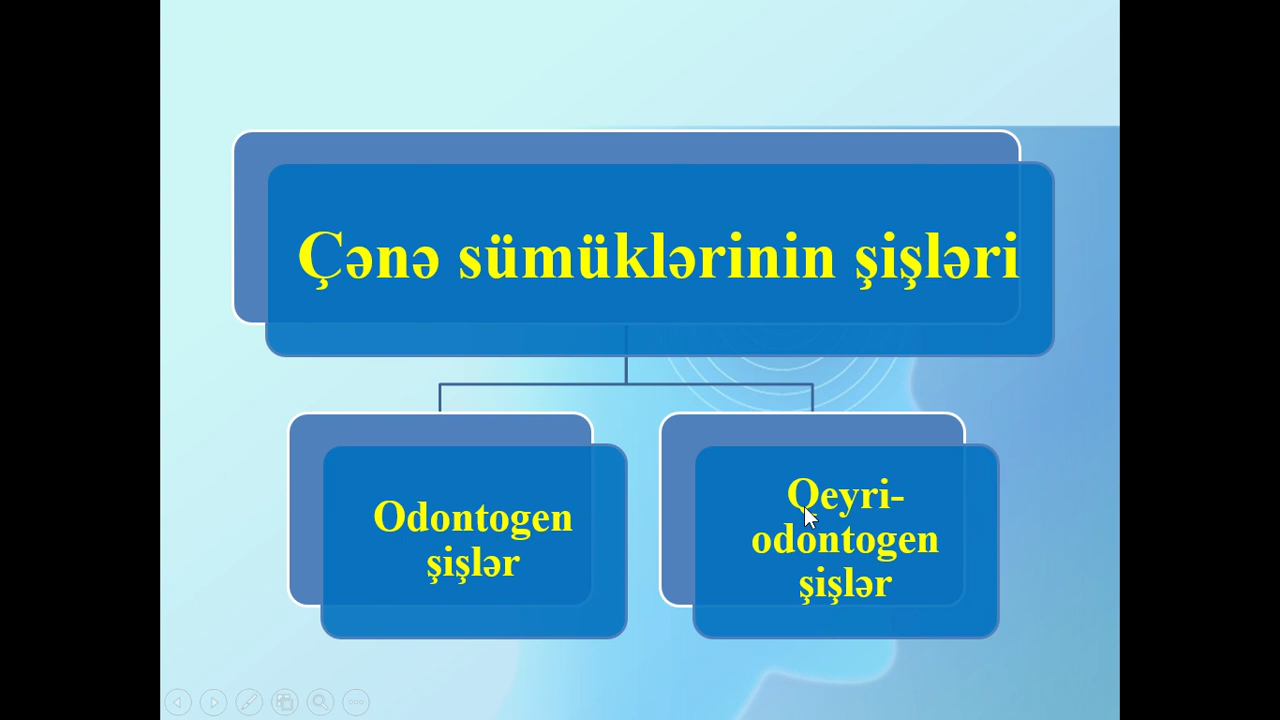 Çənə sümüklərinin şişləri
Odontogen
şişlər
Qeyri-
odontogen
şişlər